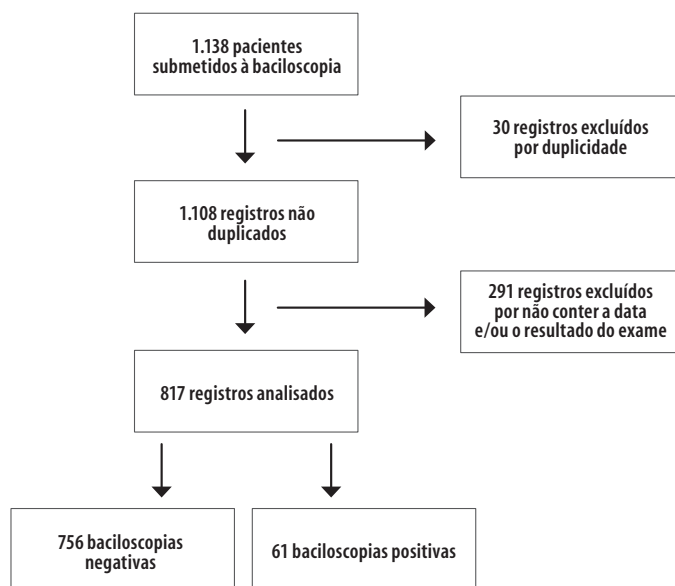 1.138 pacientes
submetidos à baciloscopia
30 registros excluídos
por duplicidade
1.108 registros não
duplicados
291 registros excluídos
por não conter a data
e/ou o resultado do exame
817 registros analisados
756 baciloscopias
negativas
61 baciloscopias positivas